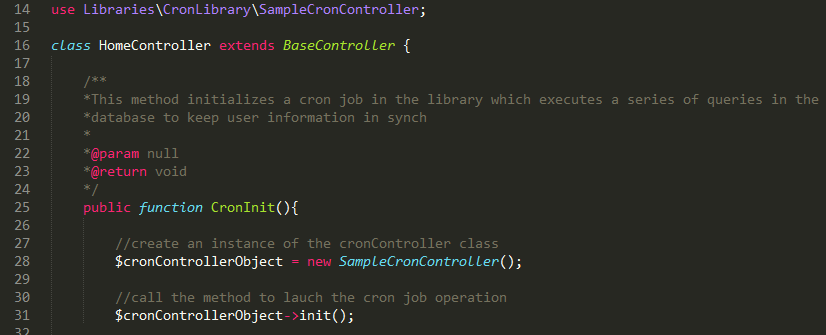 14 use Libraries\CronLibrary\SampleCronController;
15
16 class HomeController extends BaseController {
17
18 /**
19 *This method initializes a cron job in the library which executes a series of queries in the
20 *database to keep user information in synch
21 *
22 *@param null
23 *@return void
24 */
25 public function CronInit(){
26
27 //create an instance of the cronController class
28 $cronControllerObject = new SampleCronController();
29
30 //call the method to lauch the cron job operation
31 $cronControllerObject->init();
32